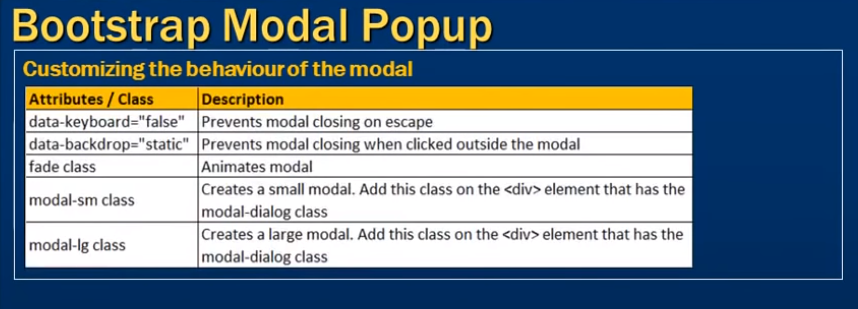 Bootstrap Modal Popup
Customizing the behaviour of the modal
Attributes / Class Description
data-keyboard="false" Prevents modal closing on escape
data-backdrop="static" Prevents modal closing when clicked outside the modal
fade class Animates modal
modal-sm class Creates a small modal. Add this class on the <div> element that has the
modal-dialog class
modal-lg class Creates a large modal. Add this class on the <div> element that has the
modal-dialog class